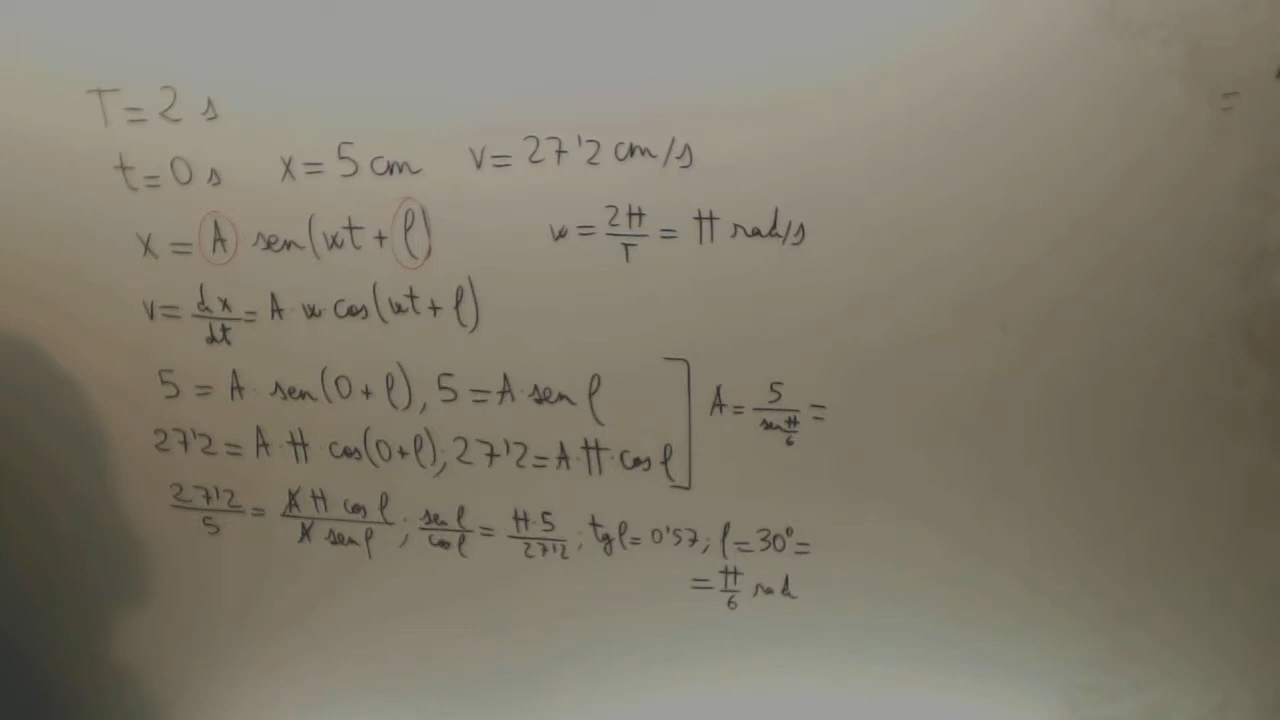 T = 2 s
t = 0 s   x = 5 cm   v = 27'2 cm/s
x = A sen(wt + φ)   w = 2π/T = π rad/s
v = dx/dt = A · w · cos(wt + φ)
5 = A · sen(0 + φ), 5 = A · sen φ   A = 5/(sen π/6) =
27'2 = A · π · cos(0+φ), 27'2 = A · π · cos φ
27'2/5 = A π cos φ/A sen φ ; sen φ/cos φ = π·5/27'2 ; tg φ = 0'57 ; φ = 30° =
= π/6 rad
=